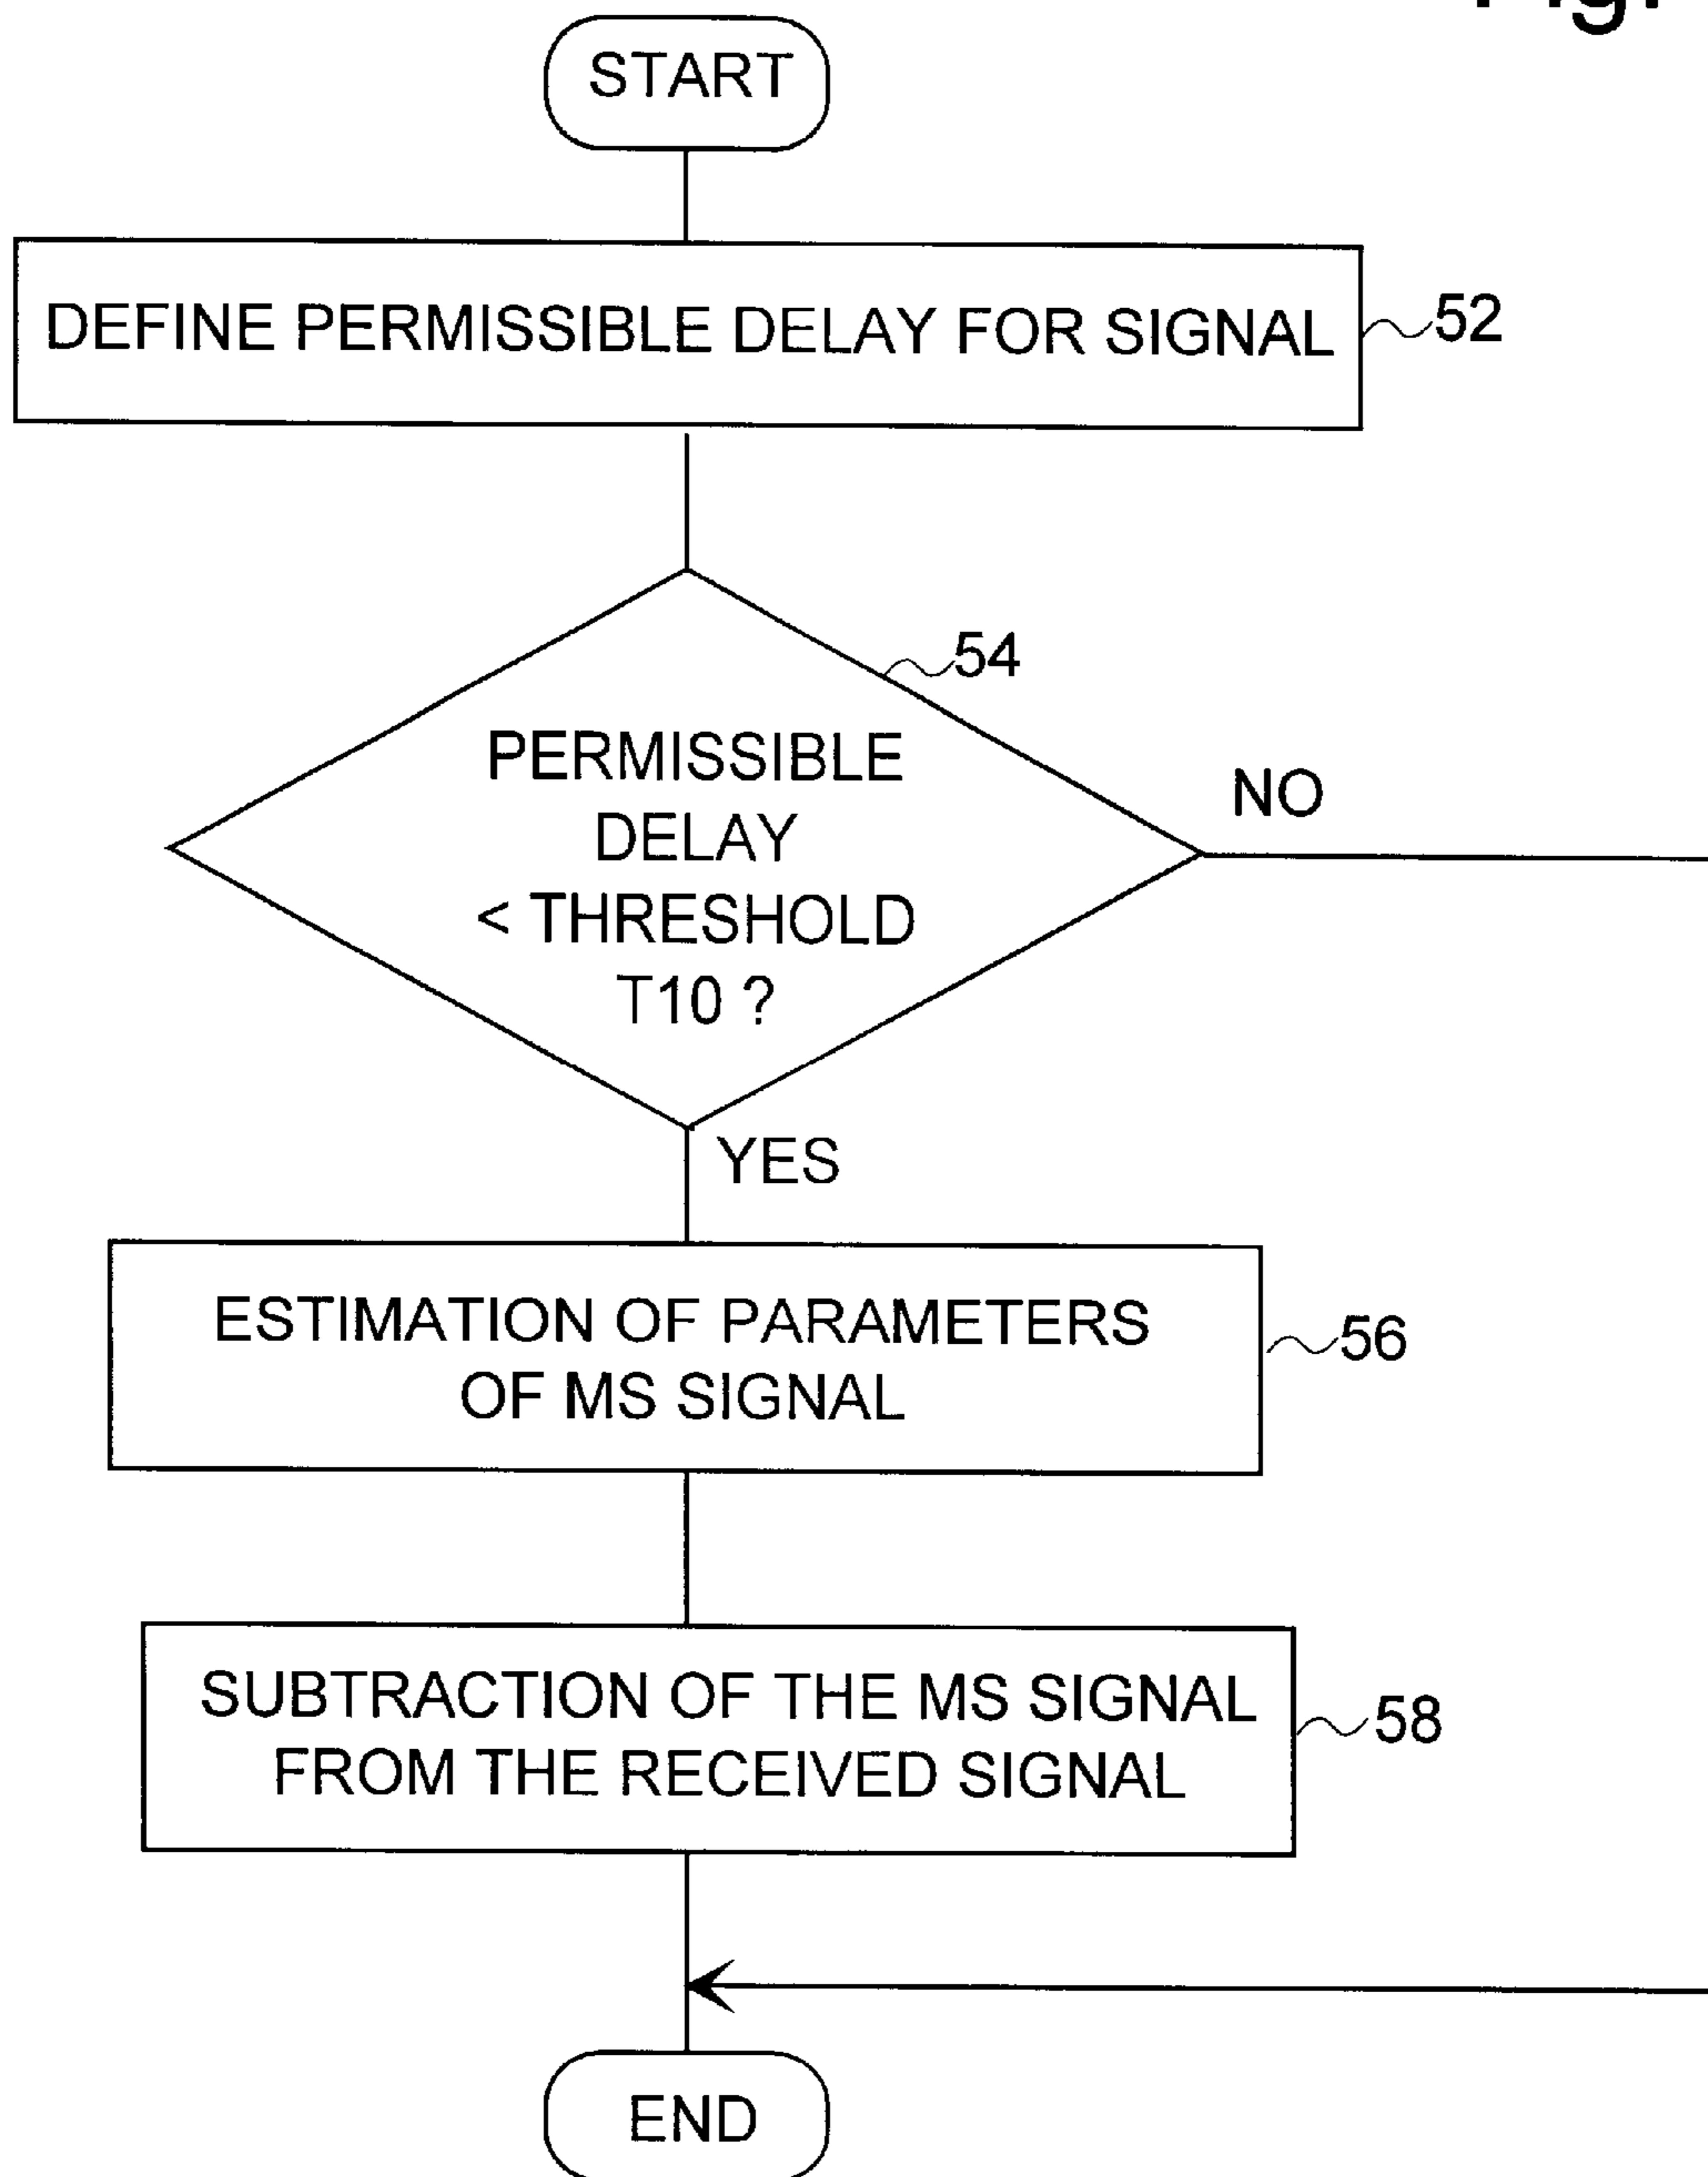 Fig.
START
DEFINE PERMISSIBLE DELAY FOR SIGNAL
52
54
PERMISSIBLE
DELAY
< THRESHOLD
T10 ?
NO
YES
ESTIMATION OF PARAMETERS
OF MS SIGNAL
56
SUBTRACTION OF THE MS SIGNAL
FROM THE RECEIVED SIGNAL
58
END